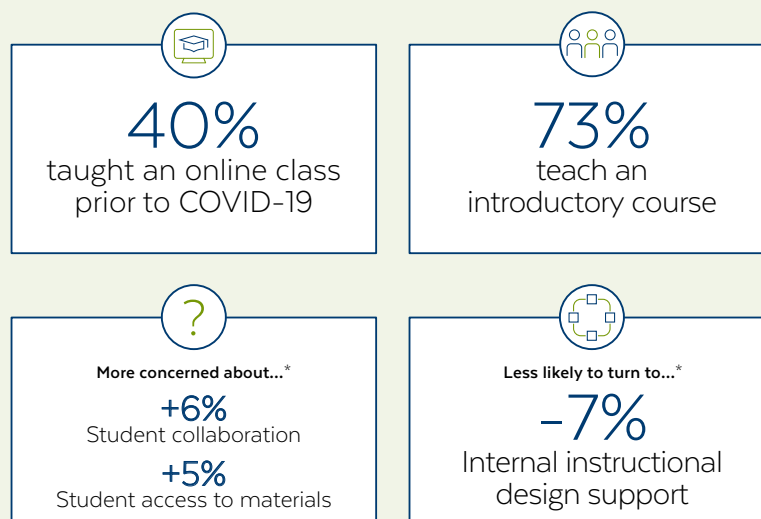 40%
taught an online class
prior to COVID-19
73%
teach an
introductory course
?
More concerned about...*
+6%
Student collaboration
+5%
Student access to materials
Less likely to turn to...*
-7%
Internal instructional
design support